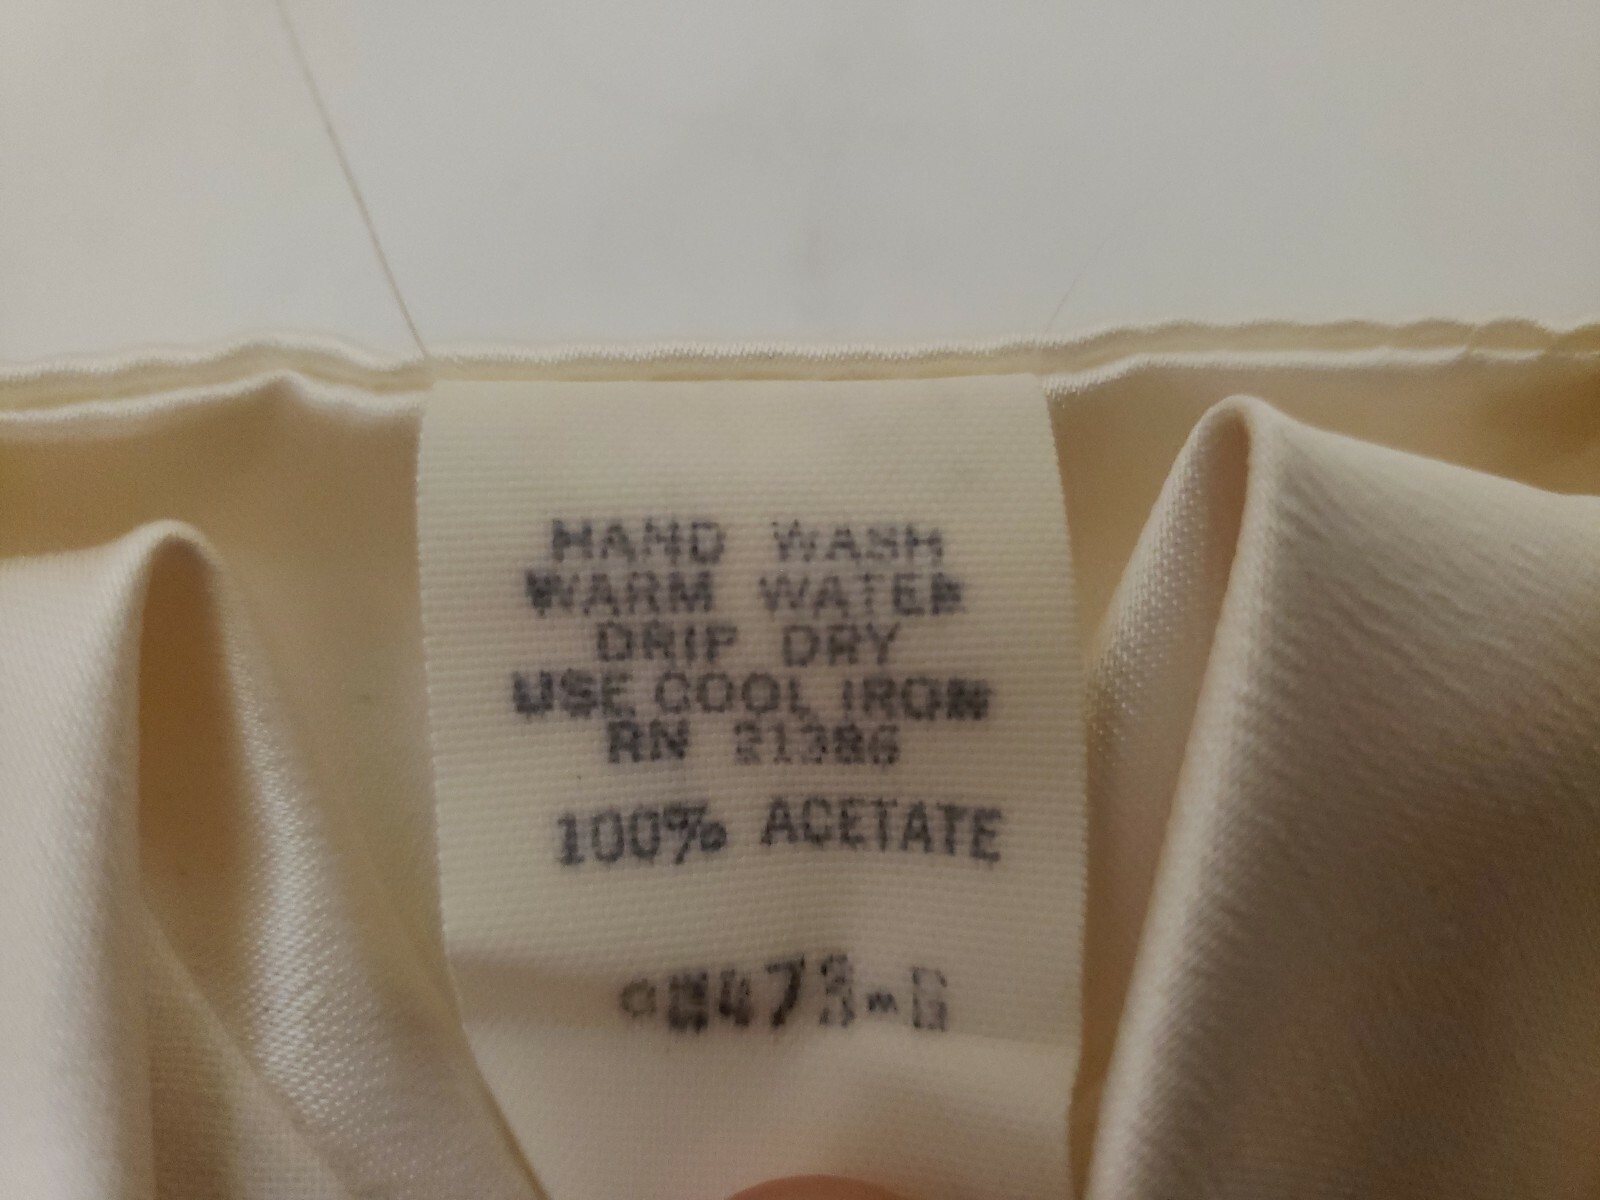 HAND WASH
WARM WATER
DRIP DRY
USE COOL IRON
RN 21386
100% ACETATE